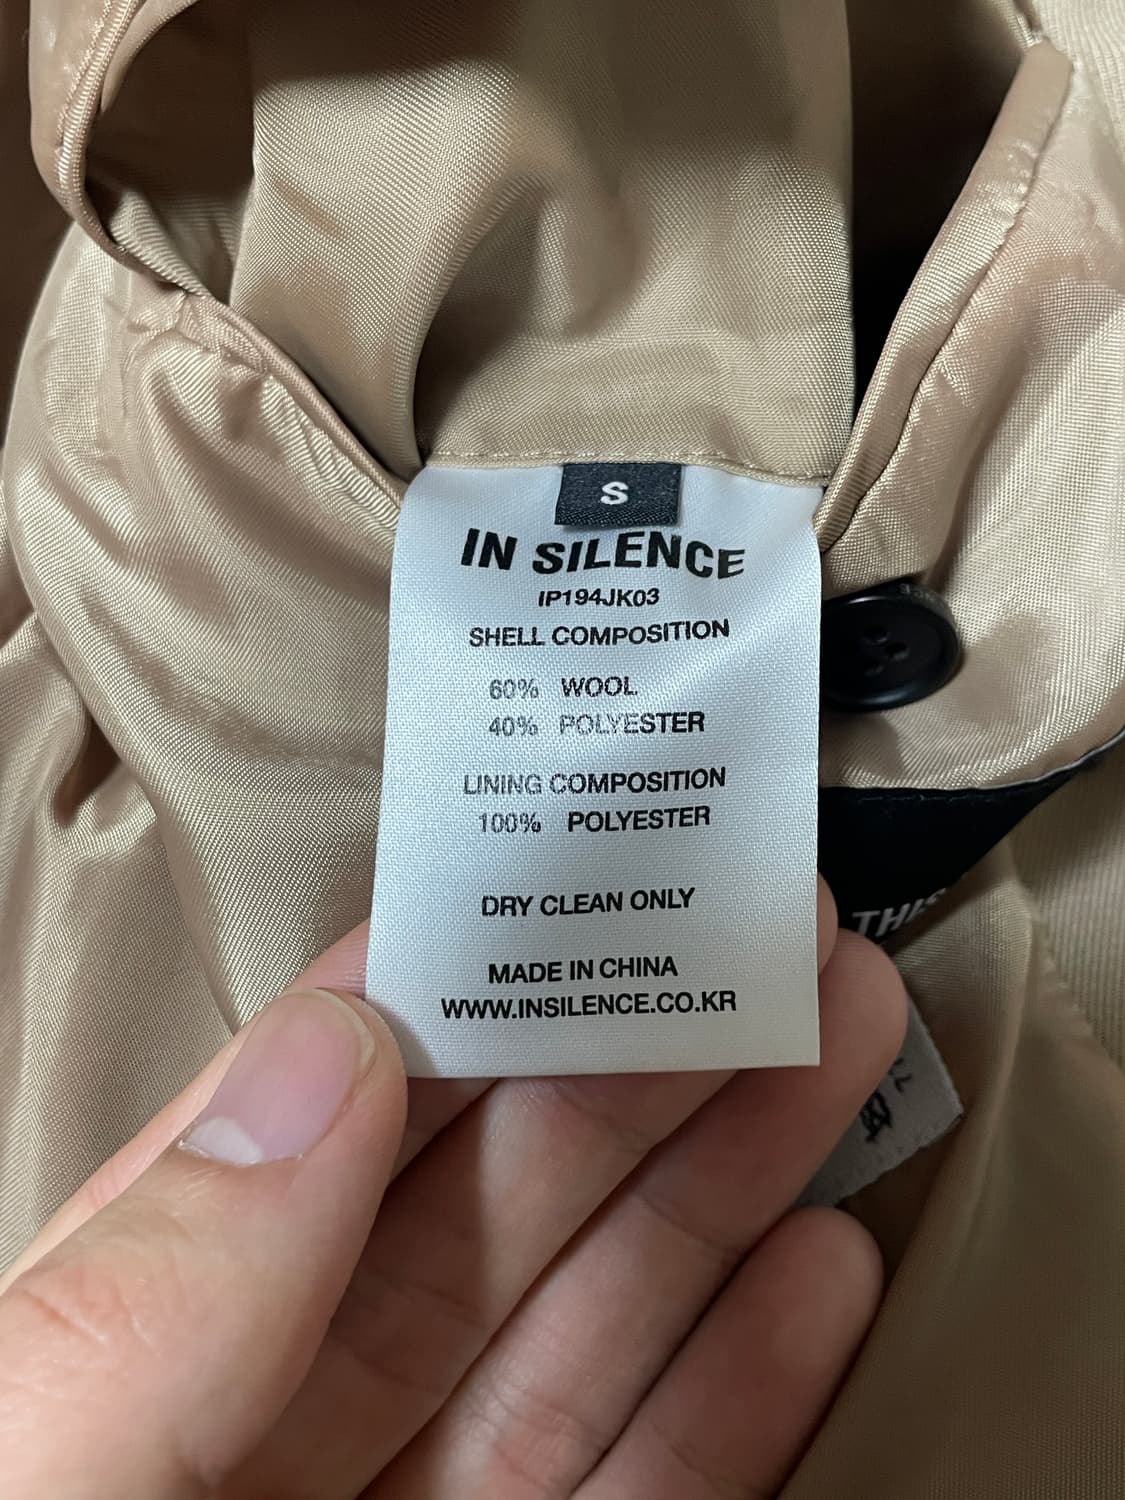 S
IN SILENCE
IP194JK03
SHELL COMPOSITION
60% WOOL
40% POLYESTER
LINING COMPOSITION
100% POLYESTER
DRY CLEAN ONLY
MADE IN CHINA
WWW.INSILENCE.CO.KR
THIS